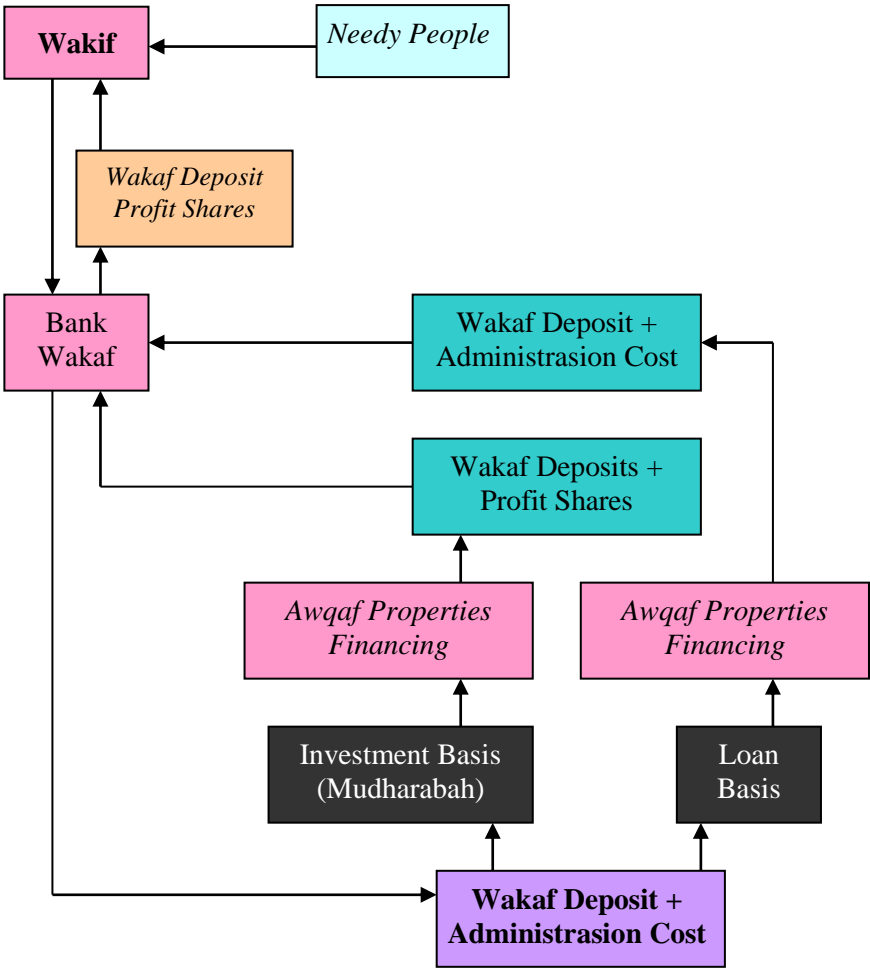 Wakif
Needy People
Wakaf Deposit
Profit Shares
Bank
Wakaf
Wakaf Deposit +
Administrasion Cost
Wakaf Deposits +
Profit Shares
Awqaf Properties
Financing
Awqaf Properties
Financing
Investment Basis
(Mudharabah)
Loan
Basis
Wakaf Deposit +
Administrasion Cost